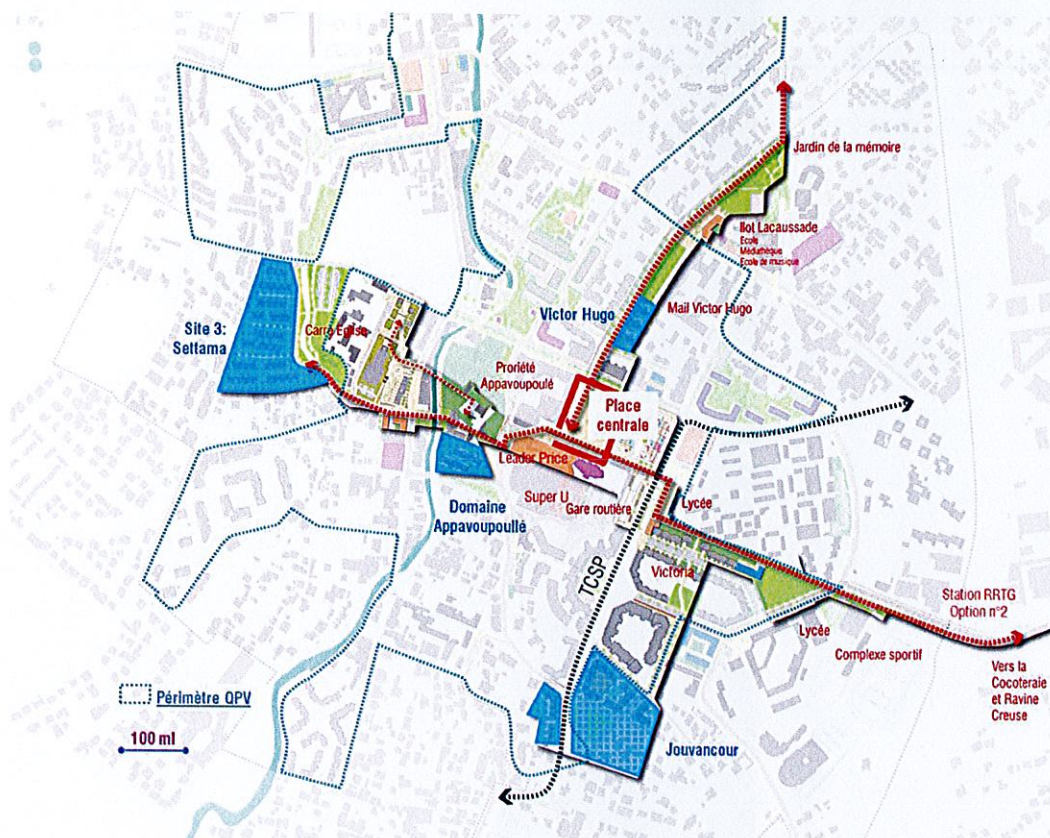 Jardin de la mémoire
Ilot Lacaussade
Ecole
Médiathèque
Ecole de musique
Victor Hugo
Mail Victor Hugo
Site 3:
Settama
Carré Eglise
Proriété
Appavoupoulé
Place
centrale
Leader Price
Super U
Gare routière
Lycée
Domaine
Appavoupoullé
TCSP
Victoria
Station RRTG
Option n°2
Lycée
Complexe sportif
Vers la
Cocoteraie
et Ravine
Creuse
Périmètre QPV
100 ml
Jouvancour